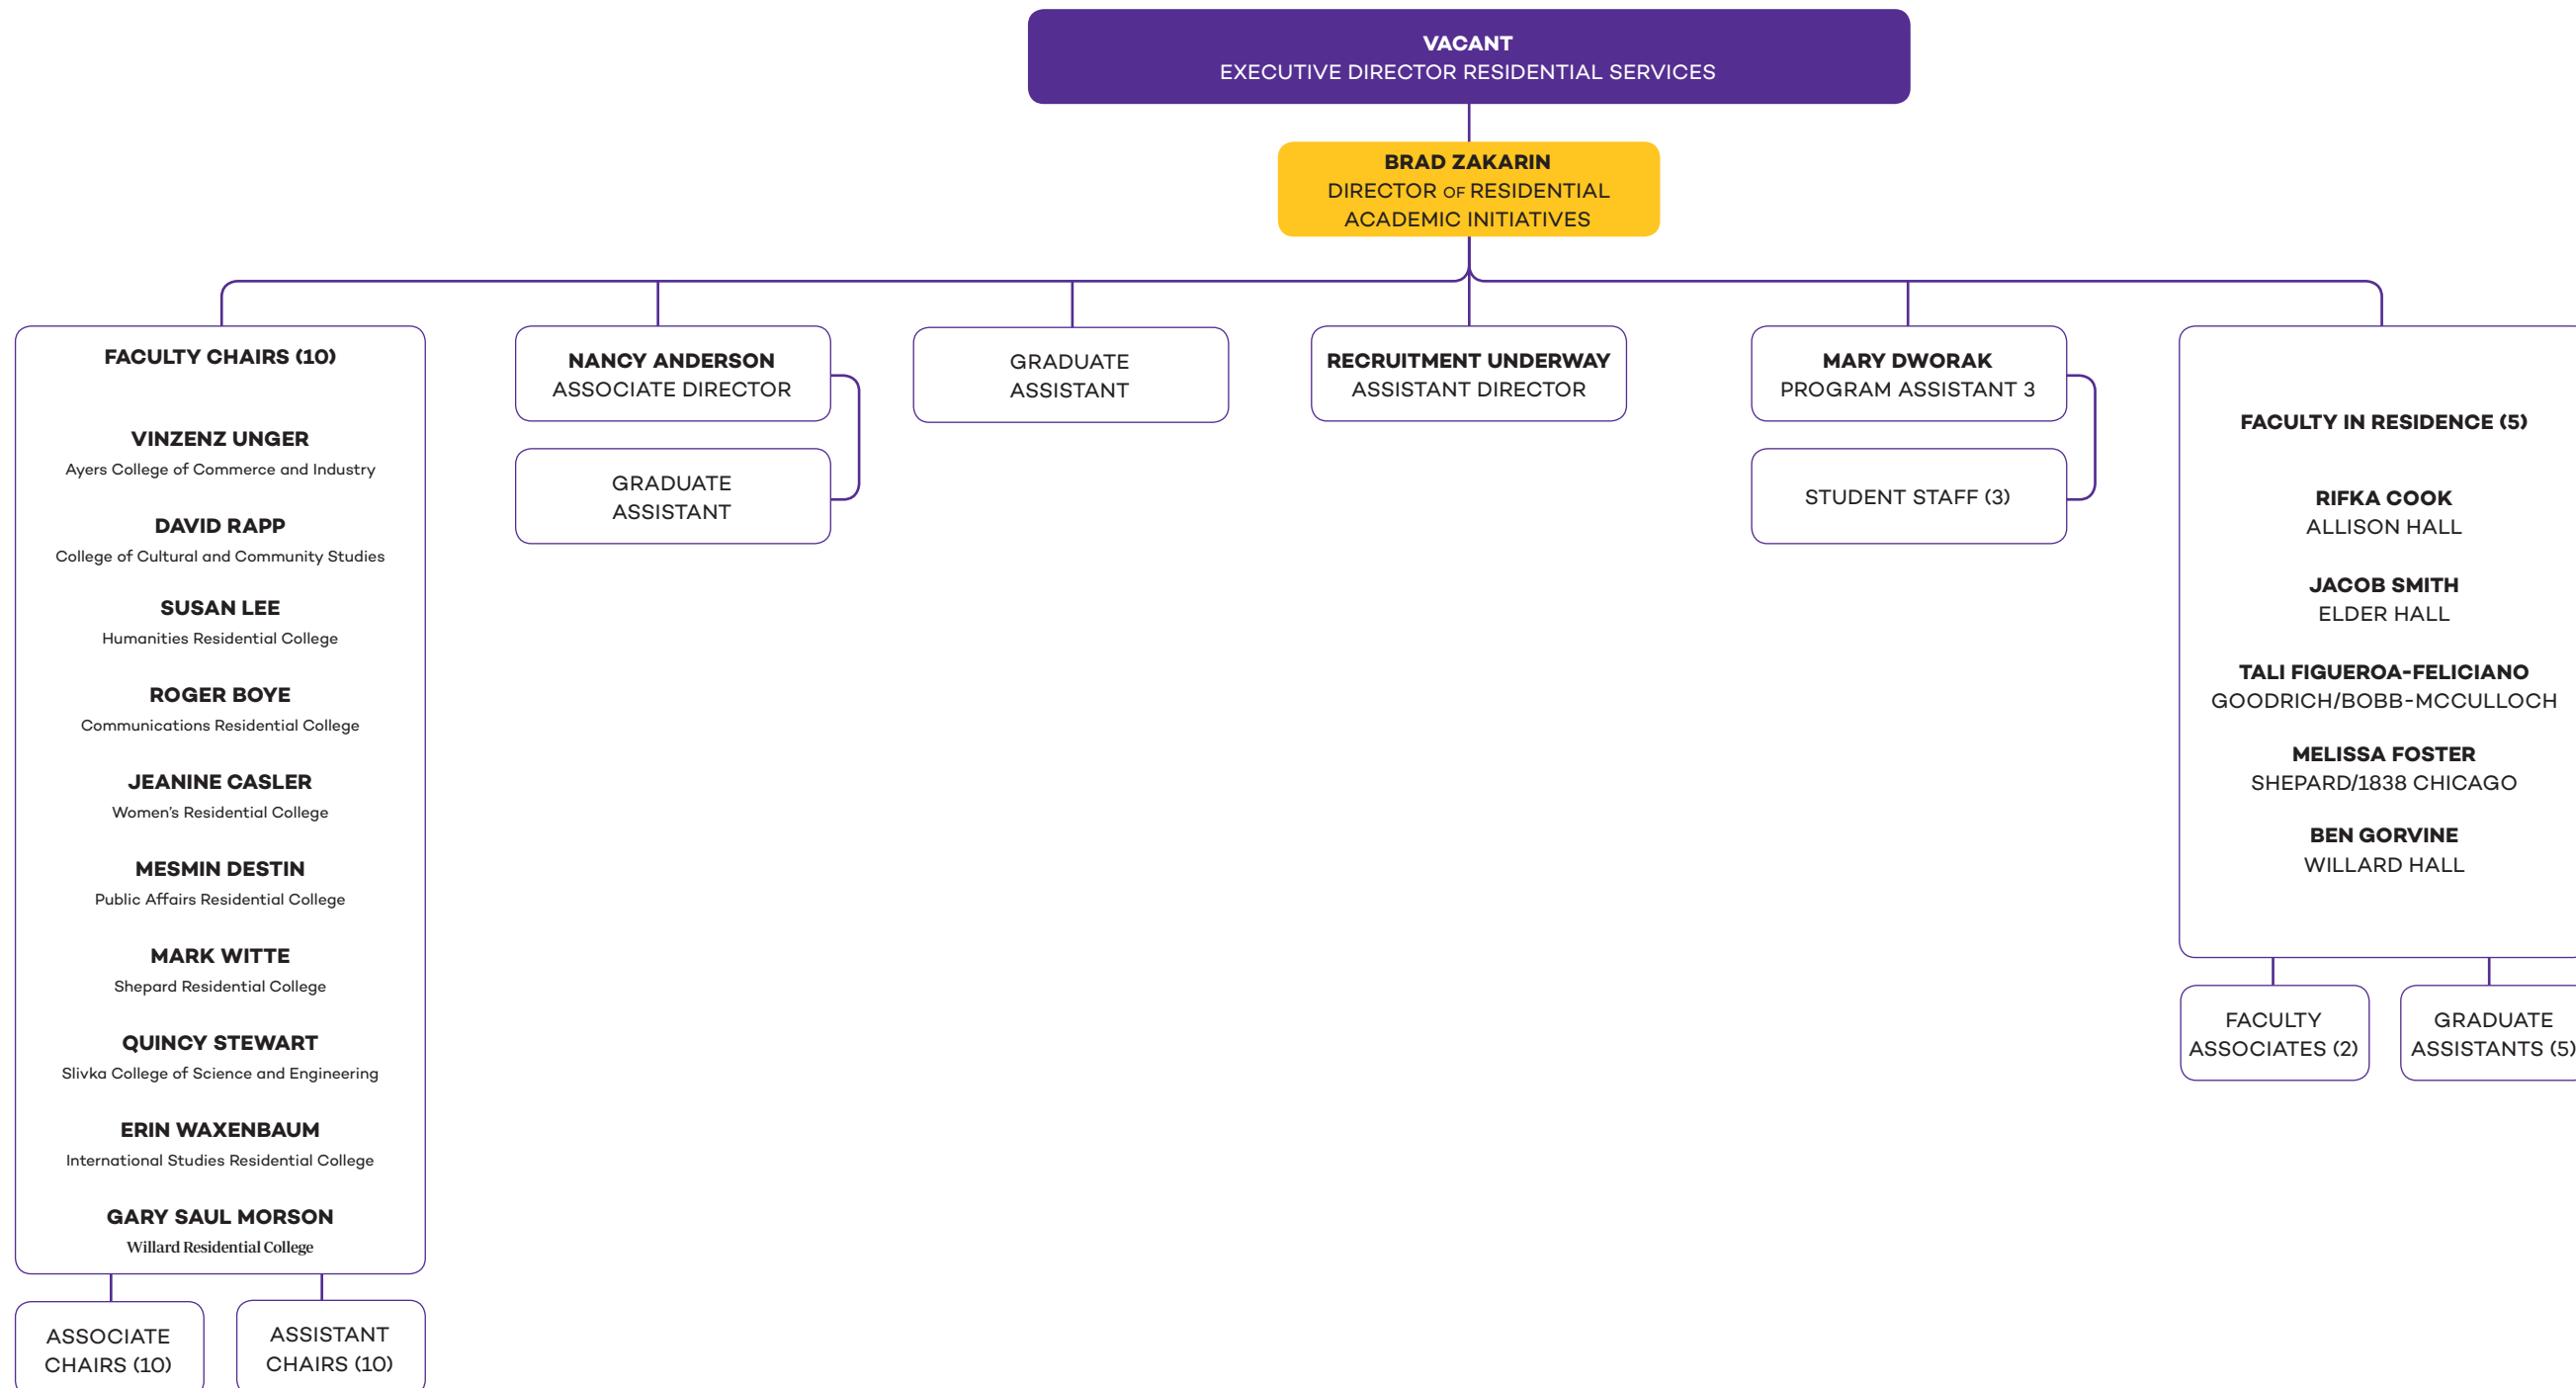 VACANT
EXECUTIVE DIRECTOR RESIDENTIAL SERVICES
BRAD ZAKARIN
DIRECTOR OF RESIDENTIAL
ACADEMIC INITIATIVES
FACULTY CHAIRS (10)
VINZENZ UNGER
Ayers College of Commerce and Industry
DAVID RAPP
College of Cultural and Community Studies
SUSAN LEE
Humanities Residential College
ROGER BOYE
Communications Residential College
JEANINE CASLER
Women's Residential College
MESMIN DESTIN
Public Affairs Residential College
MARK WITTE
Shepard Residential College
QUINCY STEWART
Slivka College of Science and Engineering
ERIN WAXENBAUM
International Studies Residential College
GARY SAUL MORSON
Willard Residential College
ASSOCIATE
CHAIRS (10)
ASSISTANT
CHAIRS (10)
NANCY ANDERSON
ASSOCIATE DIRECTOR
GRADUATE
ASSISTANT
GRADUATE
ASSISTANT
RECRUITMENT UNDERWAY
ASSISTANT DIRECTOR
MARY DWORAK
PROGRAM ASSISTANT 3
STUDENT STAFF (3)
FACULTY IN RESIDENCE (5)
RIFKA COOK
ALLISON HALL
JACOB SMITH
ELDER HALL
TALI FIGUEROA-FELICIANO
GOODRICH/BOBB-MCCULLOCH
MELISSA FOSTER
SHEPARD/1838 CHICAGO
BEN GORVINE
WILLARD HALL
FACULTY
ASSOCIATES (2)
GRADUATE
ASSISTANTS (5)